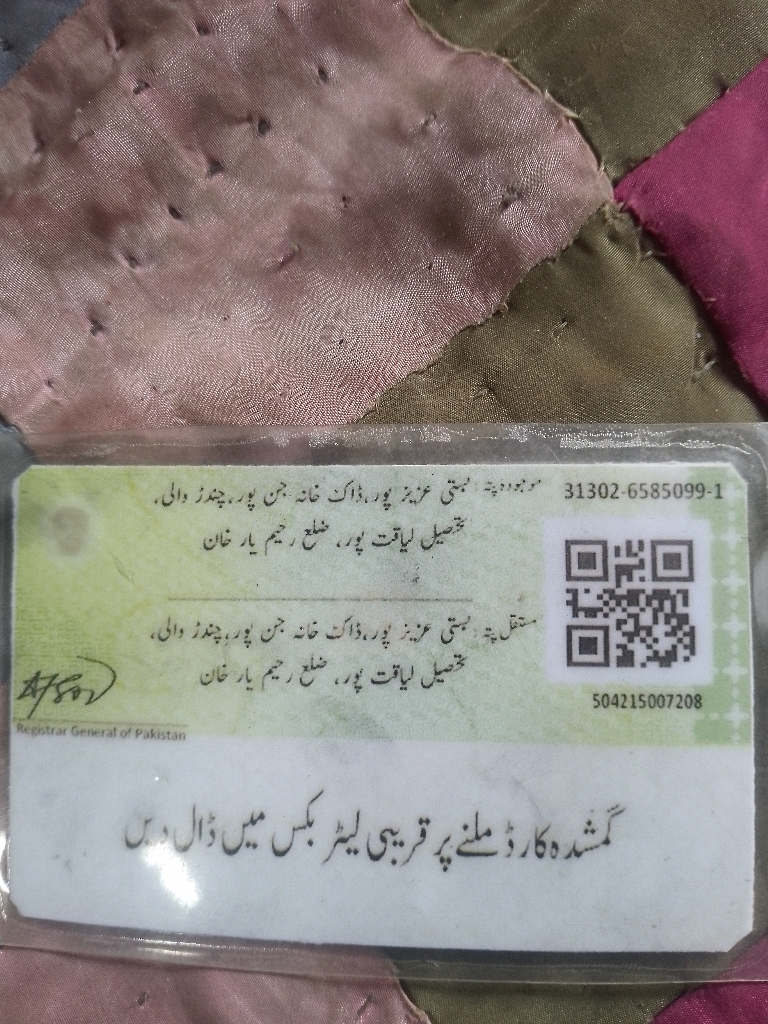 موجودہ پتہ: بستی عزیز پور، ڈاک خانہ جن پور، چندڑ والی،
تحصیل لیاقت پور، ضلع رحیم یار خان
31302-6585099-1
مستقل پتہ: بستی عزیز پور، ڈاک خانہ جن پور، چندڑ والی،
تحصیل لیاقت پور، ضلع رحیم یار خان
504215007208
Registrar General of Pakistan
گمشدہ کارڈ ملنے پر قریبی لیٹر بکس میں ڈال دیں